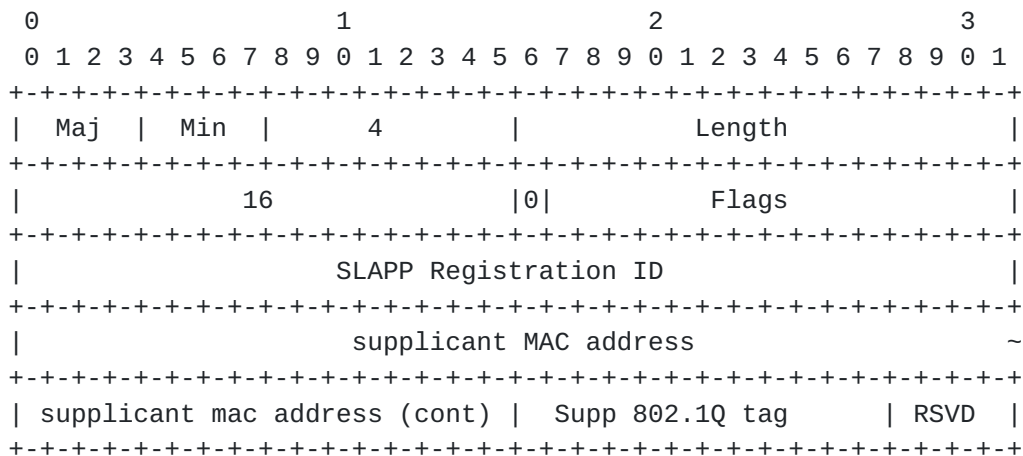 0                   1                   2                   3
 0 1 2 3 4 5 6 7 8 9 0 1 2 3 4 5 6 7 8 9 0 1 2 3 4 5 6 7 8 9 0 1
+-+-+-+-+-+-+-+-+-+-+-+-+-+-+-+-+-+-+-+-+-+-+-+-+-+-+-+-+-+-+-+-+
|  Maj  |  Min  |      4        |           Length              |
+-+-+-+-+-+-+-+-+-+-+-+-+-+-+-+-+-+-+-+-+-+-+-+-+-+-+-+-+-+-+-+-+
|              16               |0|          Flags              |
+-+-+-+-+-+-+-+-+-+-+-+-+-+-+-+-+-+-+-+-+-+-+-+-+-+-+-+-+-+-+-+-+
|                    SLAPP Registration ID                      |
+-+-+-+-+-+-+-+-+-+-+-+-+-+-+-+-+-+-+-+-+-+-+-+-+-+-+-+-+-+-+-+-+
|                     supplicant MAC address                    ~
+-+-+-+-+-+-+-+-+-+-+-+-+-+-+-+-+-+-+-+-+-+-+-+-+-+-+-+-+-+-+-+-+
| supplicant mac address (cont) |  Supp 802.1Q tag      | RSVD  |
+-+-+-+-+-+-+-+-+-+-+-+-+-+-+-+-+-+-+-+-+-+-+-+-+-+-+-+-+-+-+-+-+